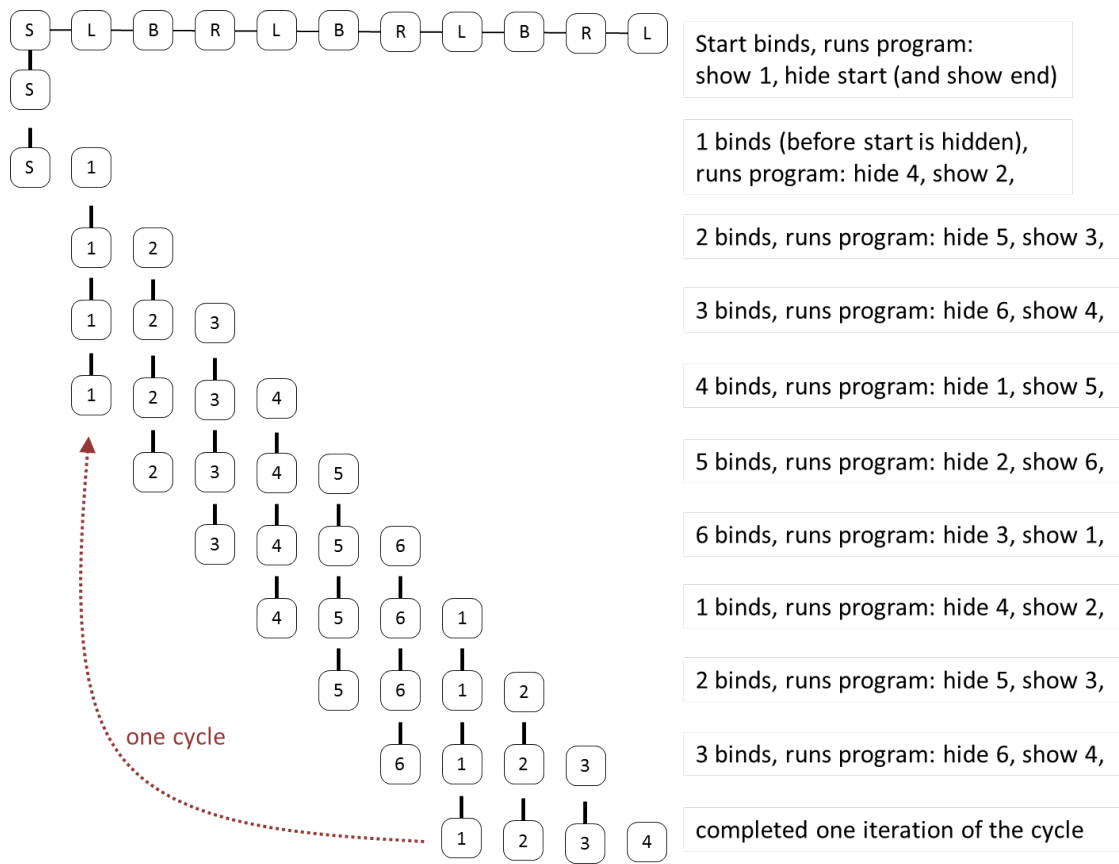 S L B R L B R L B R L
Start binds, runs program:
show 1, hide start (and show end)
S
1 binds (before start is hidden),
runs program: hide 4, show 2,
S 1
1 2
2 binds, runs program: hide 5, show 3,
1 2 3
3 binds, runs program: hide 6, show 4,
1 2 3 4
4 binds, runs program: hide 1, show 5,
2 3 4 5
5 binds, runs program: hide 2, show 6,
3 4 5 6
6 binds, runs program: hide 3, show 1,
4 5 6 1
1 binds, runs program: hide 4, show 2,
5 6 1 2
2 binds, runs program: hide 5, show 3,
one cycle
6 1 2 3
3 binds, runs program: hide 6, show 4,
1 2 3 4
completed one iteration of the cycle